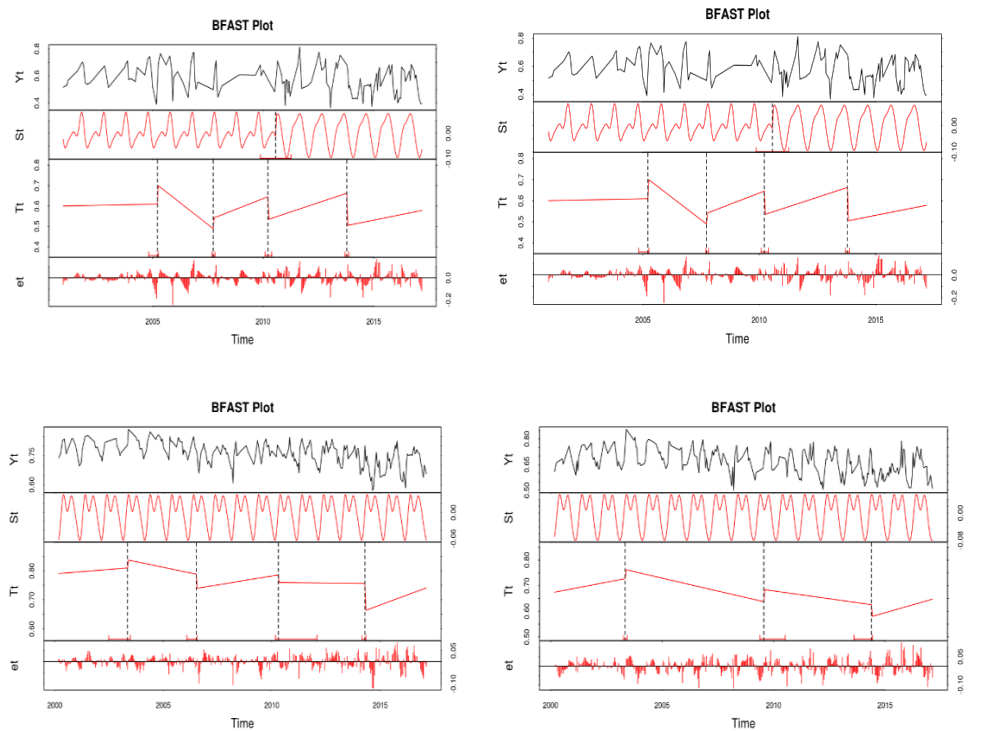 BFAST Plot
Yt
0.4 0.6 0.8
St
-0.10 0.00
Tt
0.4 0.5 0.6 0.7 0.8
et
-0.2 0.0
2005 2010 2015
Time
BFAST Plot
Yt
0.4 0.6 0.8
St
-0.10 0.00
Tt
0.4 0.5 0.6 0.7 0.8
et
-0.2 0.0
2005 2010 2015
Time
BFAST Plot
Yt
0.60 0.75
St
-0.06 0.00
Tt
0.60 0.70 0.80
et
-0.10 0.05
2000 2005 2010 2015
Time
BFAST Plot
Yt
0.50 0.65 0.80
St
-0.08 0.00
Tt
0.50 0.60 0.70 0.80
et
-0.10 0.05
2000 2005 2010 2015
Time